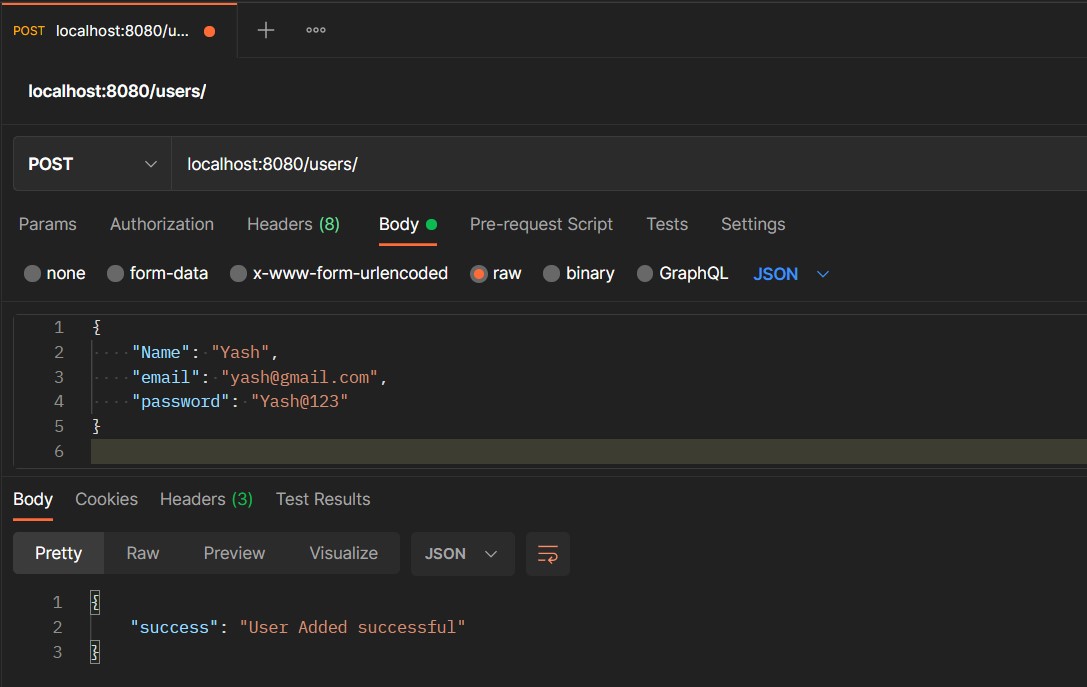 POST localhost:8080/u...
localhost:8080/users/
POST localhost:8080/users/
Params Authorization Headers (8) Body Pre-request Script Tests Settings
none form-data x-www-form-urlencoded raw binary GraphQL JSON
1 {
2 "Name": "Yash",
3 "email": "yash@gmail.com",
4 "password": "Yash@123"
5 }
6
Body Cookies Headers (3) Test Results
Pretty Raw Preview Visualize JSON
1 {
2 "success": "User Added successful"
3 }